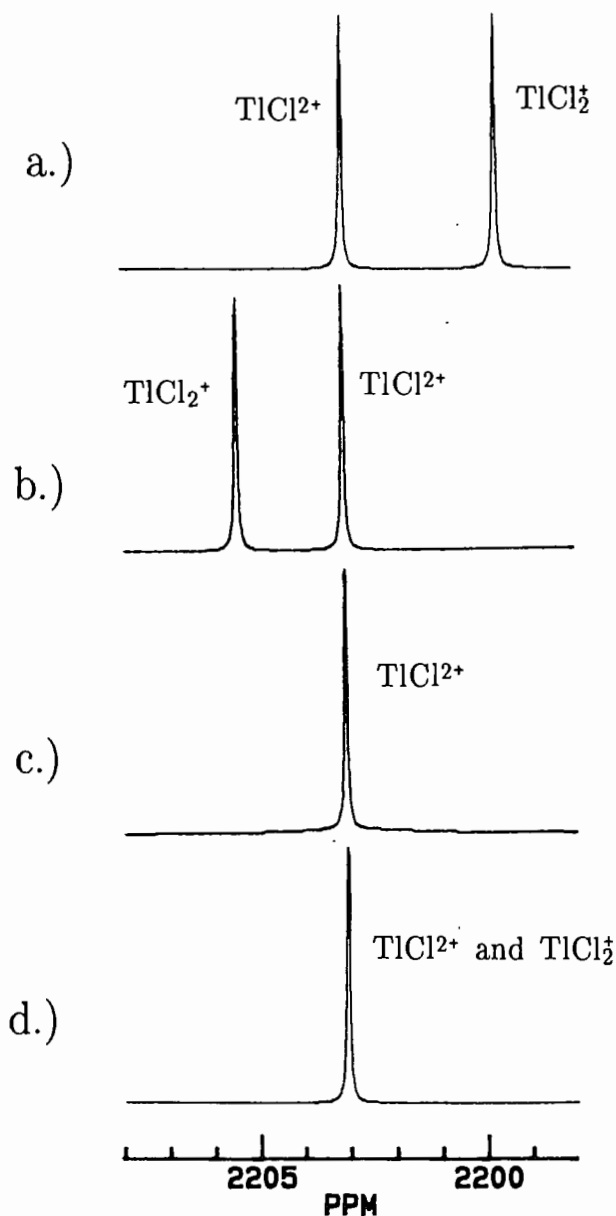 a.)
TlCl²⁺
TlCl₂⁺
b.)
TlCl₂⁺
TlCl²⁺
c.)
TlCl²⁺
d.)
TlCl²⁺ and TlCl₂⁺
2205 2200
PPM